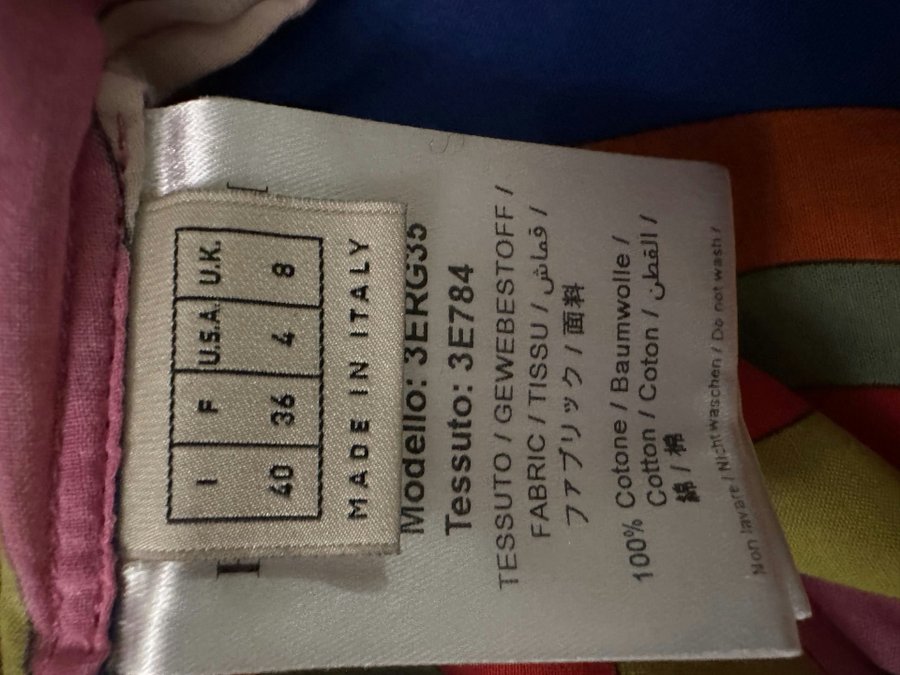 I F U.S.A. U.K.
40 36 4 8
MADE IN ITALY
Modello: 3ERG35
Tessuto: 3E784
TESSUTO / GEWEBESTOFF /
FABRIC / TISSU / قماش /
ファブリック / 面料
100% Cotone / Baumwolle /
Cotton / Coton / القطن /
綿 / 棉
Non lavare / Nicht waschen / Do not wash /